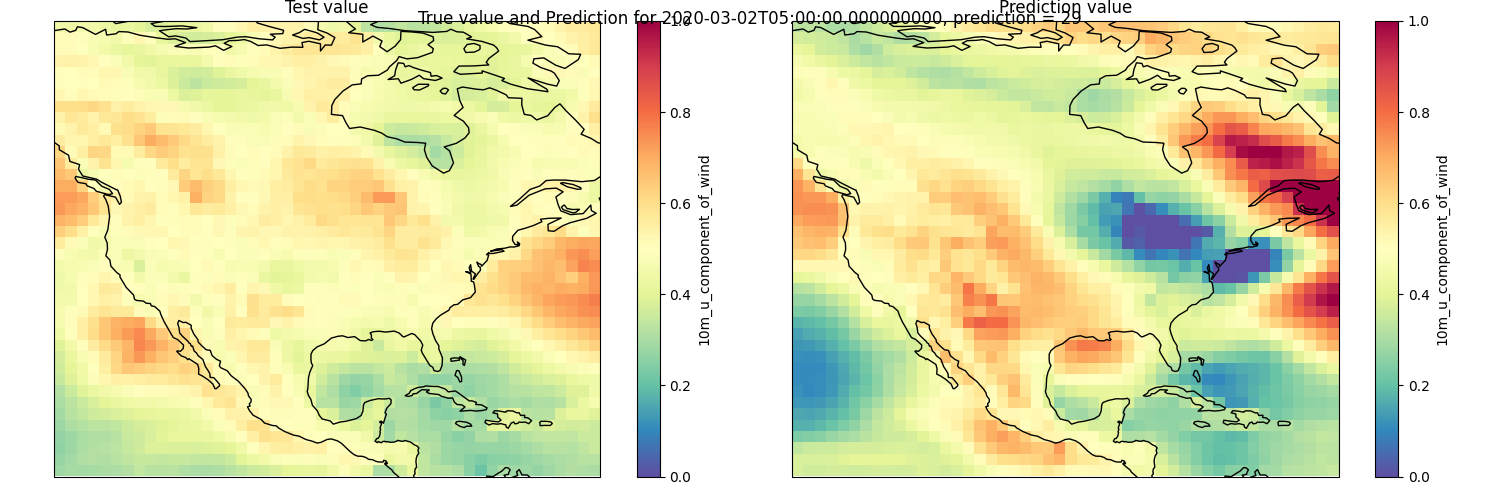 Test value
True value and Prediction for 2020-03-02T05:00:00.000000000, prediction = 29
Prediction value
1.0
0.8
0.6
0.4
0.2
0.0
10m_u_component_of_wind
1.0
0.8
0.6
0.4
0.2
0.0
10m_u_component_of_wind